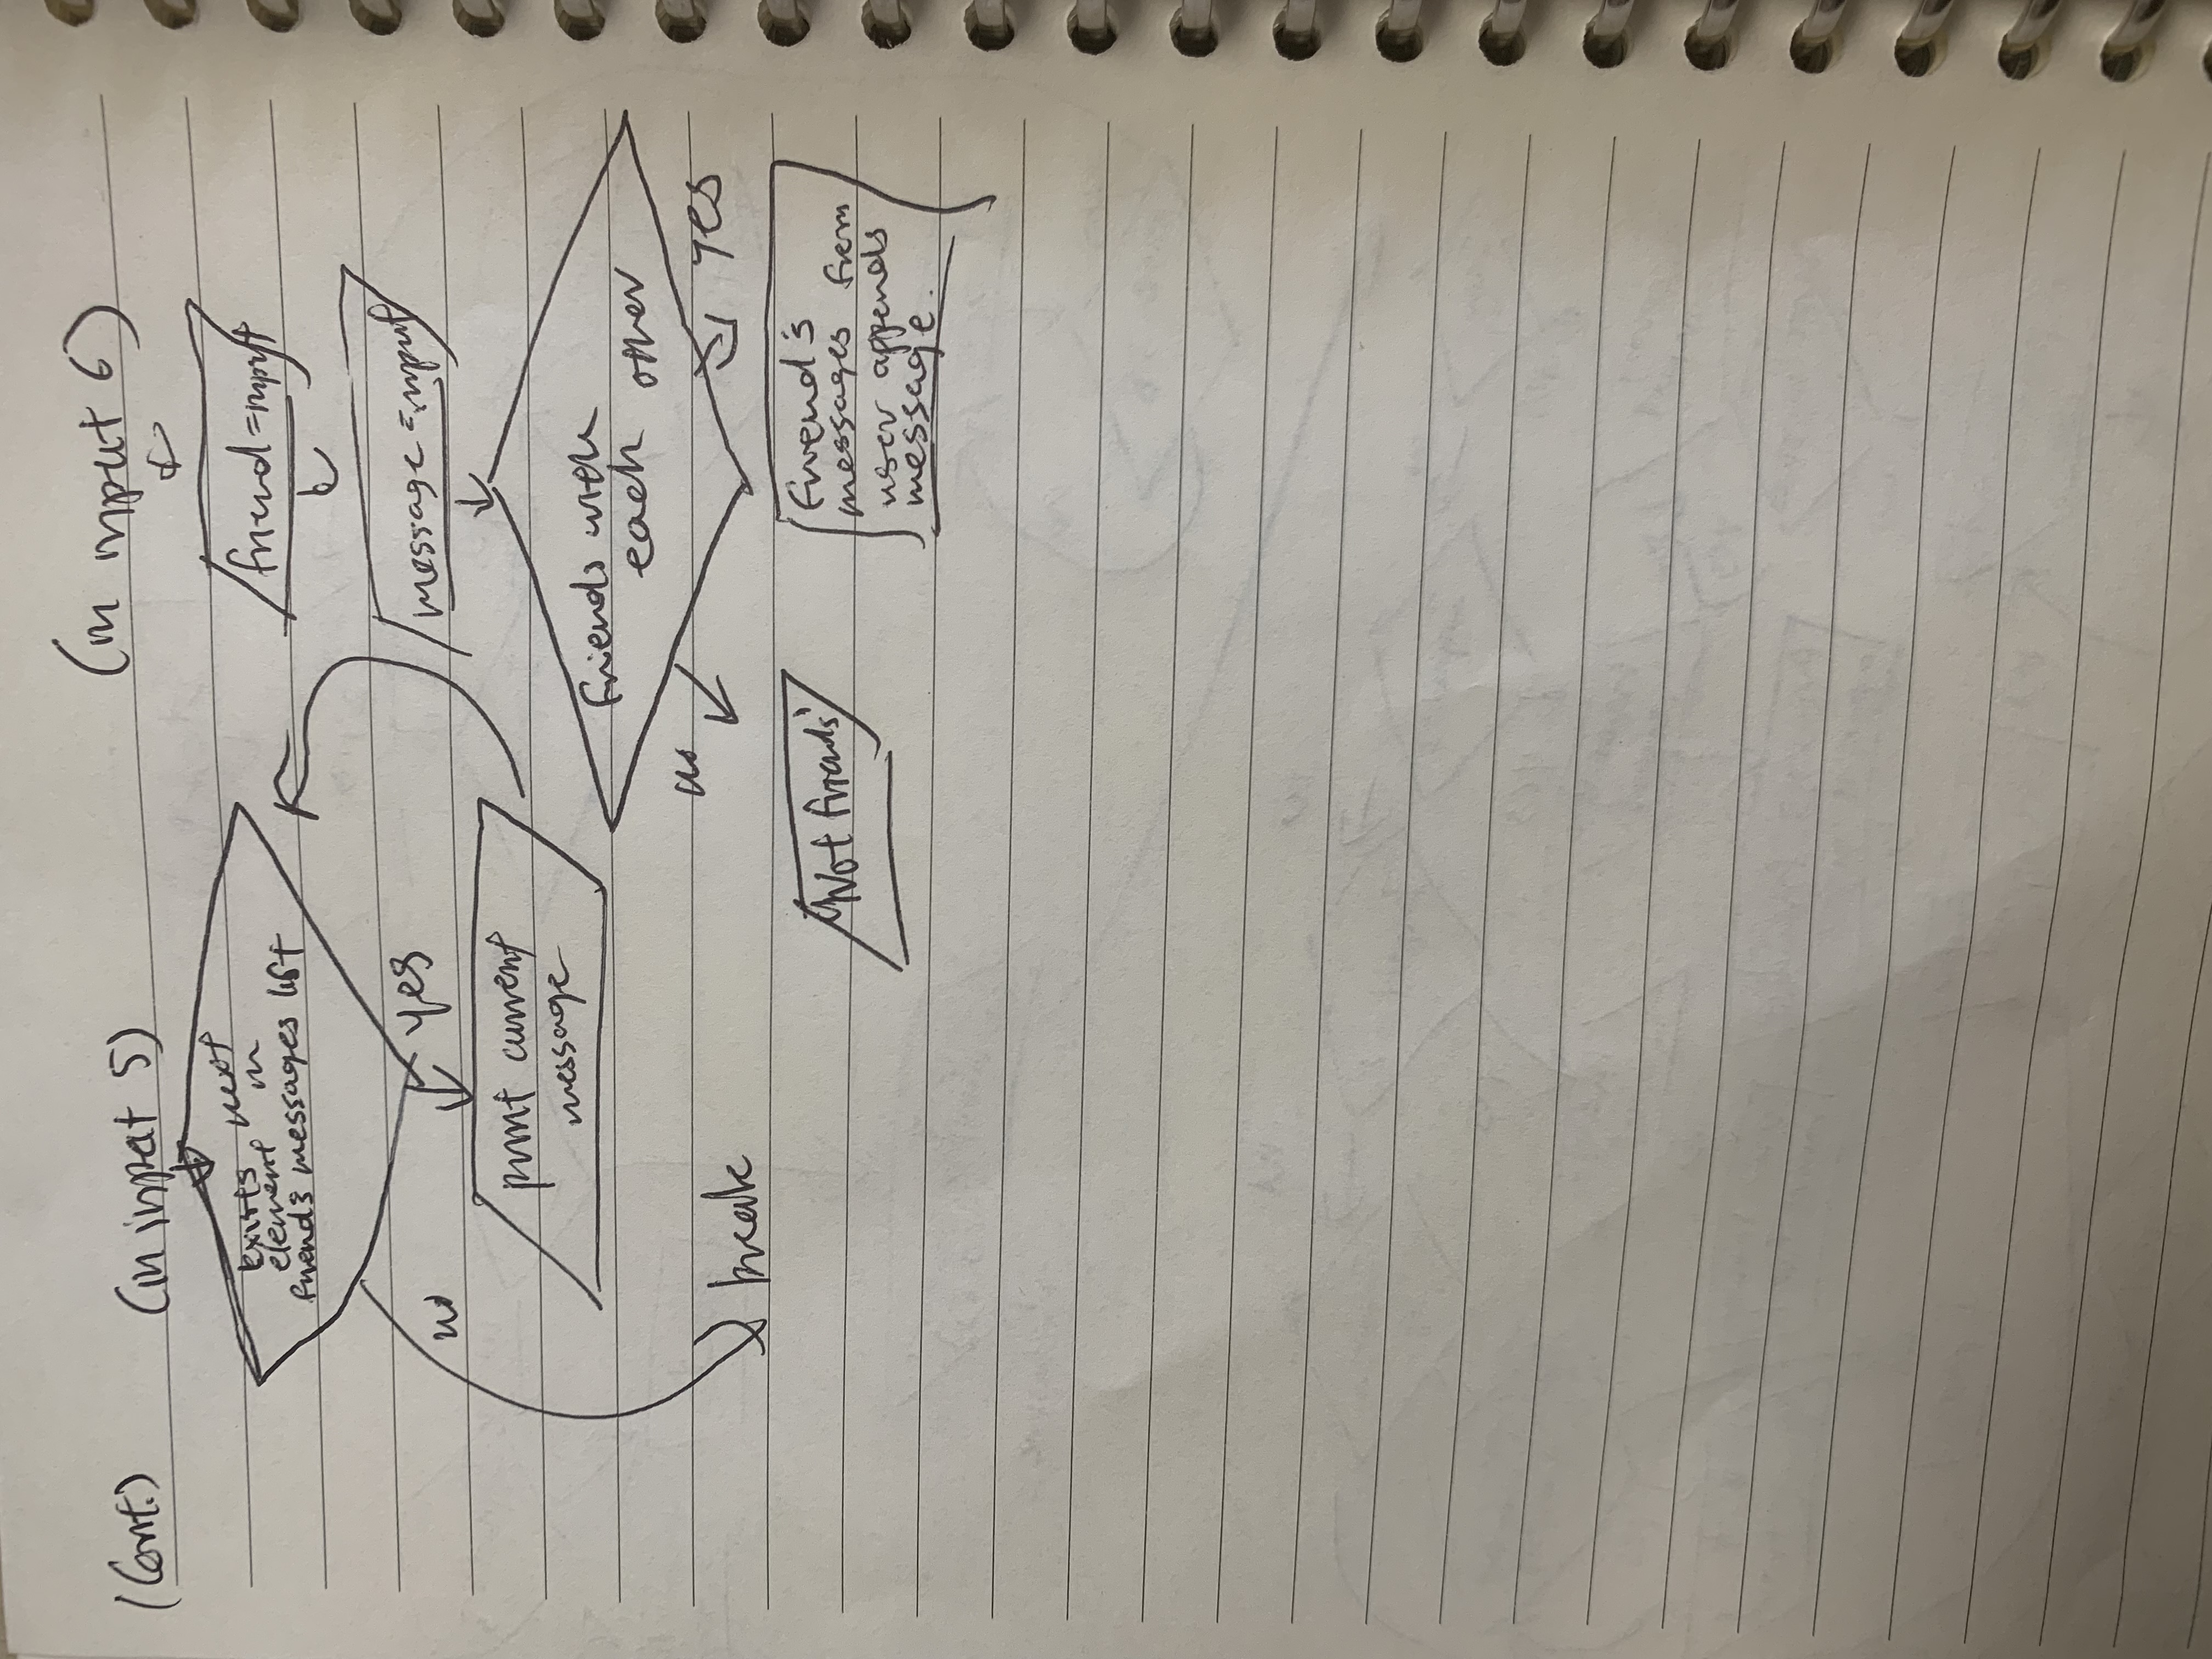 (Cont.)
(in input 5)
exists next
element in
friend's messages list
no
yes
print current
message
break
(in input 6)
friend=input
message=input
Friends with
each other
no
yes
"Not friends"
Friend's
messages from
user appends
message.